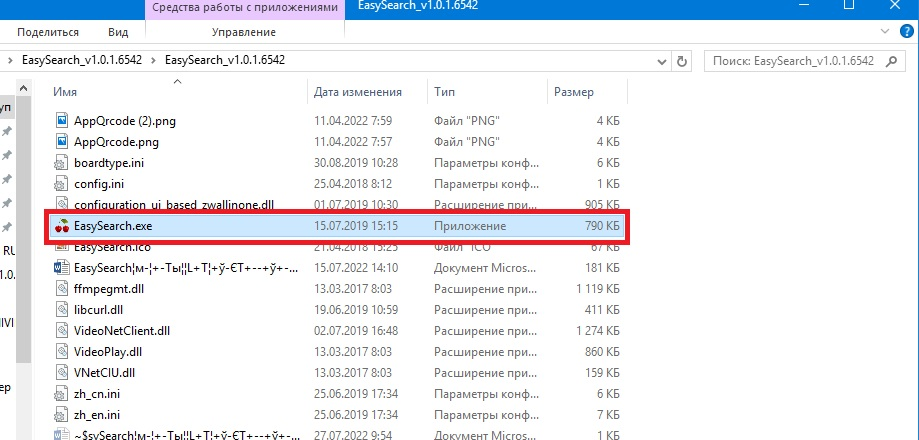 Средства работы с приложениями
EasySearch_v1.0.1.6542
Поделиться
Вид
Управление
EasySearch_v1.0.1.6542 > EasySearch_v1.0.1.6542
Поиск: EasySearch_v1.0.1.6542
Имя Дата изменения Тип Размер
AppQrcode (2).png 11.04.2022 7:59 Файл "PNG" 4 КБ
AppQrcode.png 11.04.2022 7:57 Файл "PNG" 4 КБ
boardtype.ini 30.08.2019 10:28 Параметры конф... 6 КБ
config.ini 25.04.2018 8:12 Параметры конф... 1 КБ
configuration_ui_based_zwallinone.dll 01.07.2019 10:30 Расширение при... 905 КБ
EasySearch.exe 15.07.2019 15:15 Приложение 790 КБ
EasySearch.ico 21.04.2018 15:25 Файл "ICO" 67 КБ
EasySearch¦м-¦+-Ты¦¦L+T¦+ў-ЄT+--+ў+-... 15.07.2022 14:10 Документ Micros... 181 КБ
ffmpegmt.dll 13.03.2017 8:03 Расширение при... 1 119 КБ
libcurl.dll 19.06.2019 10:59 Расширение при... 411 КБ
VideoNetClient.dll 02.07.2019 16:48 Расширение при... 1 274 КБ
VideoPlay.dll 13.03.2017 8:03 Расширение при... 860 КБ
VNetCIU.dll 13.03.2017 8:03 Расширение при... 159 КБ
zh_cn.ini 25.06.2019 17:34 Параметры конф... 6 КБ
zh_en.ini 25.06.2019 17:34 Параметры конф... 7 КБ
~$sySearch¦м-¦+-Ты¦¦L+T¦+ў-ЄT+--+ў+-... 27.07.2022 9:54 Документ Micros... 1 КБ